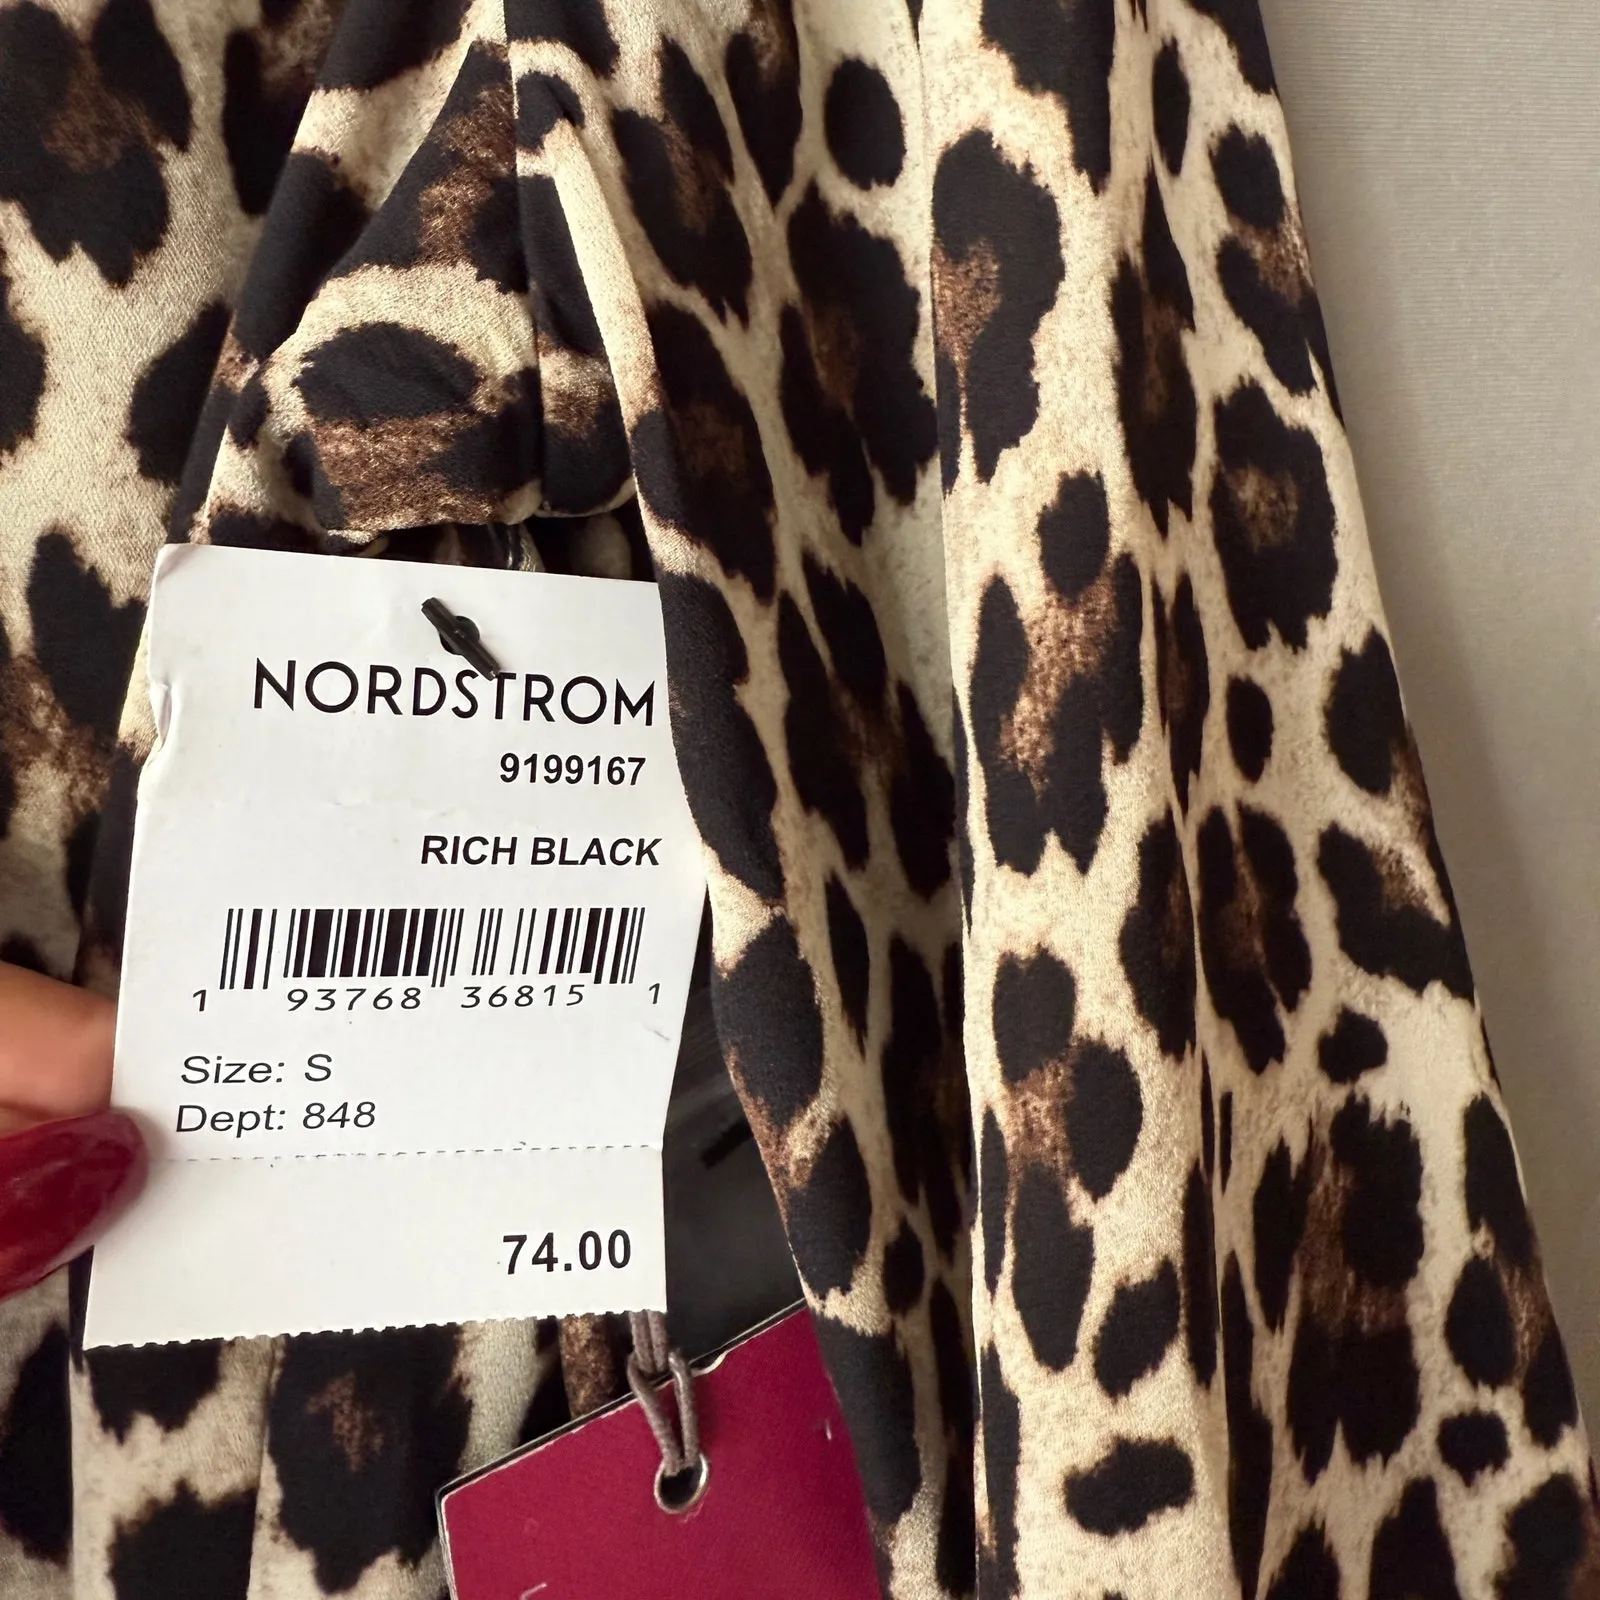 NORDSTROM
9199167
RICH BLACK
1 93768 36815 1
Size: S
Dept: 848
74.00